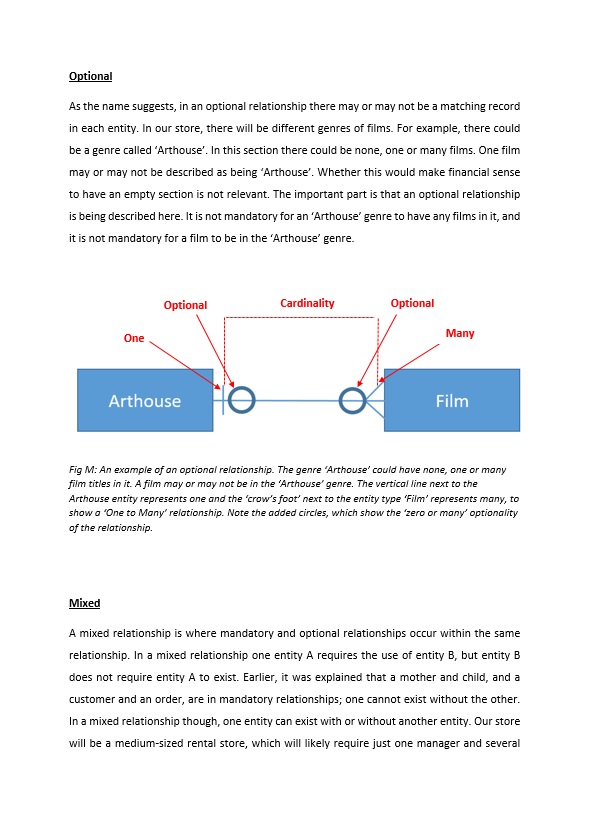 Optional
As the name suggests, in an optional relationship there may or may not be a matching record
in each entity. In our store, there will be different genres of films. For example, there could
be a genre called ‘Arthouse’. In this section there could be none, one or many films. One film
may or may not be described as being ‘Arthouse’. Whether this would make financial sense
to have an empty section is not relevant. The important part is that an optional relationship
is being described here. It is not mandatory for an ‘Arthouse’ genre to have any films in it, and
it is not mandatory for a film to be in the ‘Arthouse’ genre.
Optional
Cardinality
Optional
One
Many
Arthouse
Film
Fig M: An example of an optional relationship. The genre ‘Arthouse’ could have none, one or many
film titles in it. A film may or may not be in the ‘Arthouse’ genre. The vertical line next to the
Arthouse entity represents one and the ‘crow’s foot’ next to the entity type ‘Film’ represents many, to
show a ‘One to Many’ relationship. Note the added circles, which show the ‘zero or many’ optionality
of the relationship.
Mixed
A mixed relationship is where mandatory and optional relationships occur within the same
relationship. In a mixed relationship one entity A requires the use of entity B, but entity B
does not require entity A to exist. Earlier, it was explained that a mother and child, and a
customer and an order, are in mandatory relationships; one cannot exist without the other.
In a mixed relationship though, one entity can exist with or without another entity. Our store
will be a medium-sized rental store, which will likely require just one manager and several